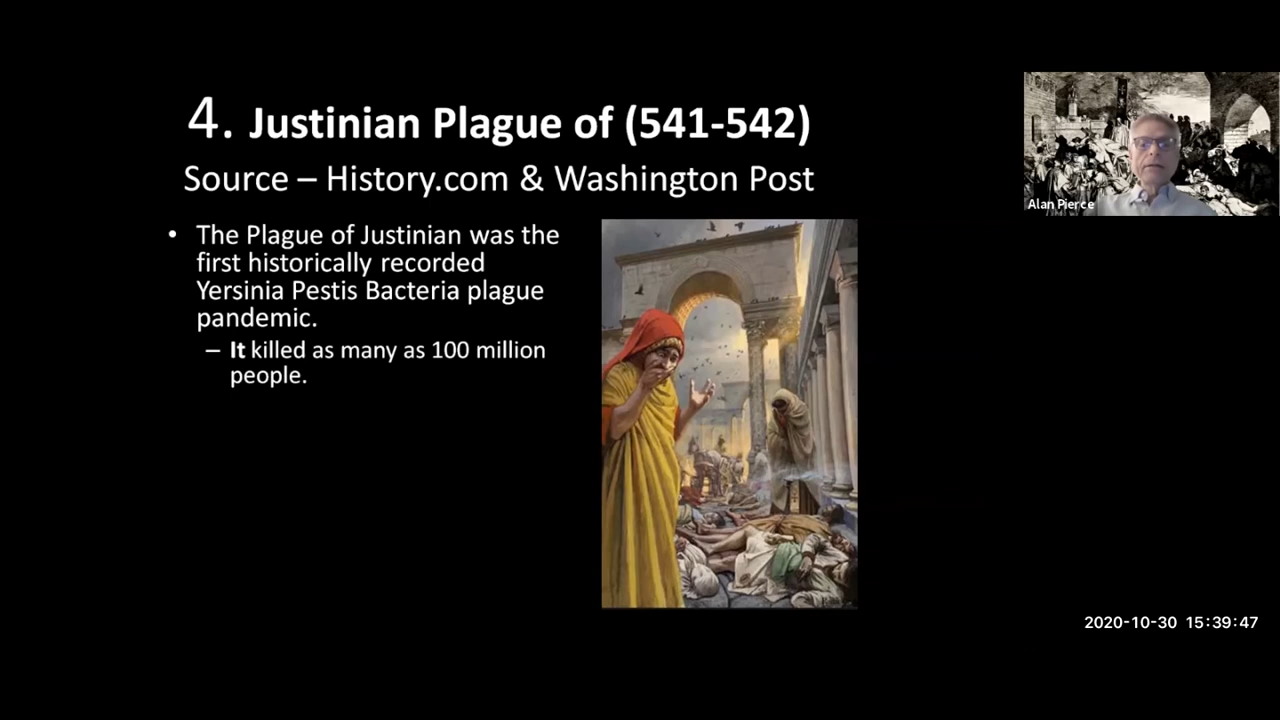 4. Justinian Plague of (541-542)
Source – History.com & Washington Post
• The Plague of Justinian was the
first historically recorded
Yersinia Pestis Bacteria plague
pandemic.
– It killed as many as 100 million
people.
Alan Pierce
2020-10-30 15:39:47